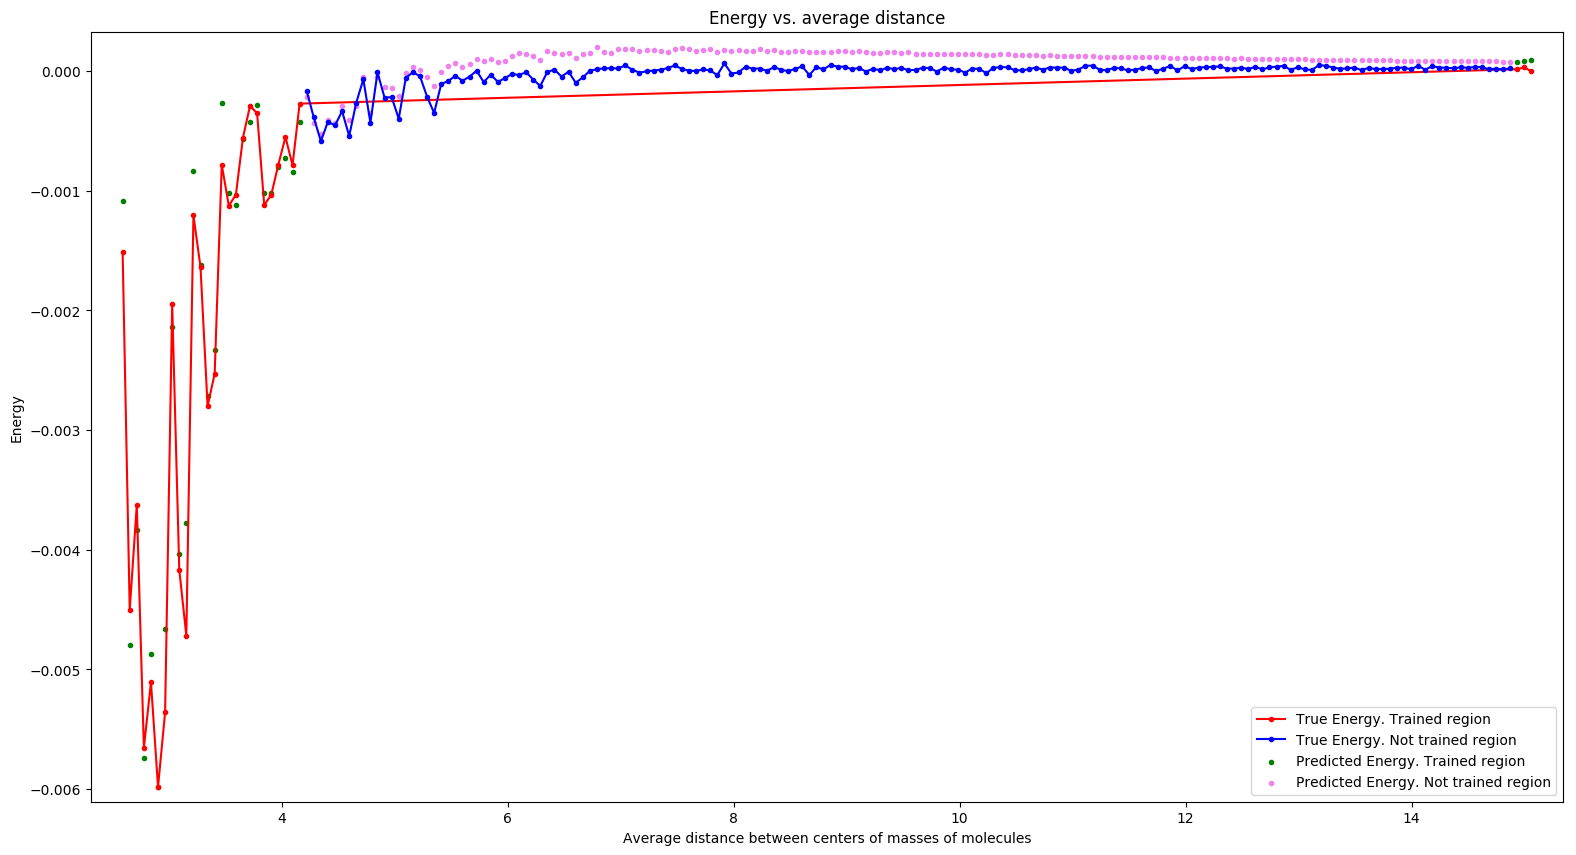 Energy vs. average distance
0.000
−0.001
−0.002
−0.003
−0.004
−0.005
−0.006
Energy
4 6 8 10 12 14
Average distance between centers of masses of molecules
True Energy. Trained region
True Energy. Not trained region
Predicted Energy. Trained region
Predicted Energy. Not trained region